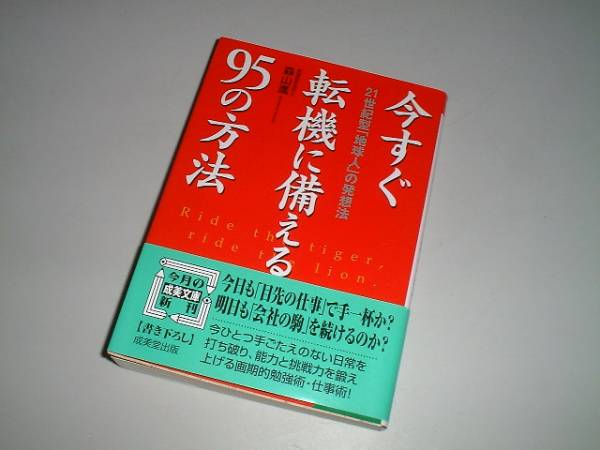 今すぐ
転機に備える
95の方法
21世紀型「地球人」の発想法
森山進
Ride the tiger,
ride the lion.
今月の
成美文庫
新刊
今日も「目先の仕事」で手一杯か?
明日も「会社の駒」を続けるのか?
【書き下ろし】
成美堂出版
今ひとつ手ごたえのない日常を
打ち破り、能力と挑戦力を鍛え
上げる画期的勉強術・仕事術!